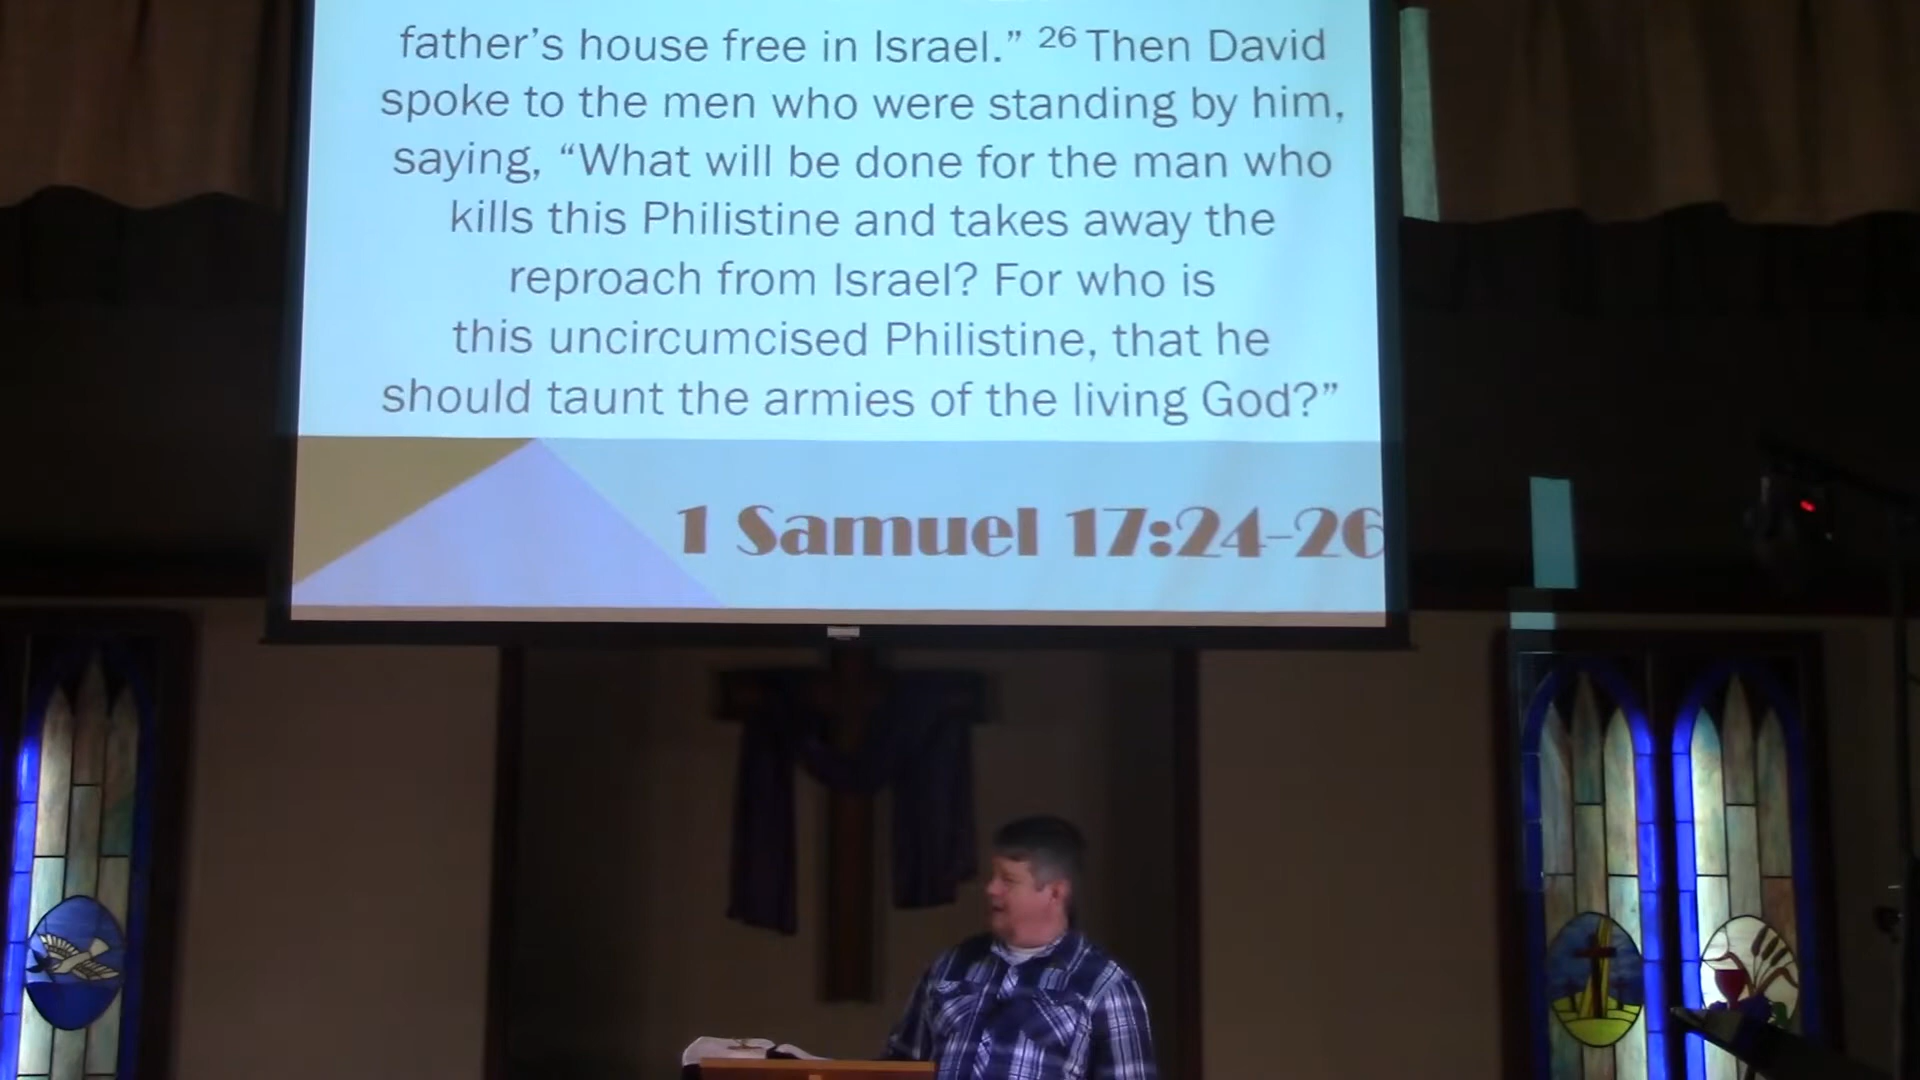 father’s house free in Israel.” 26 Then David
spoke to the men who were standing by him,
saying, “What will be done for the man who
kills this Philistine and takes away the
reproach from Israel? For who is
this uncircumcised Philistine, that he
should taunt the armies of the living God?”
1 Samuel 17:24-26